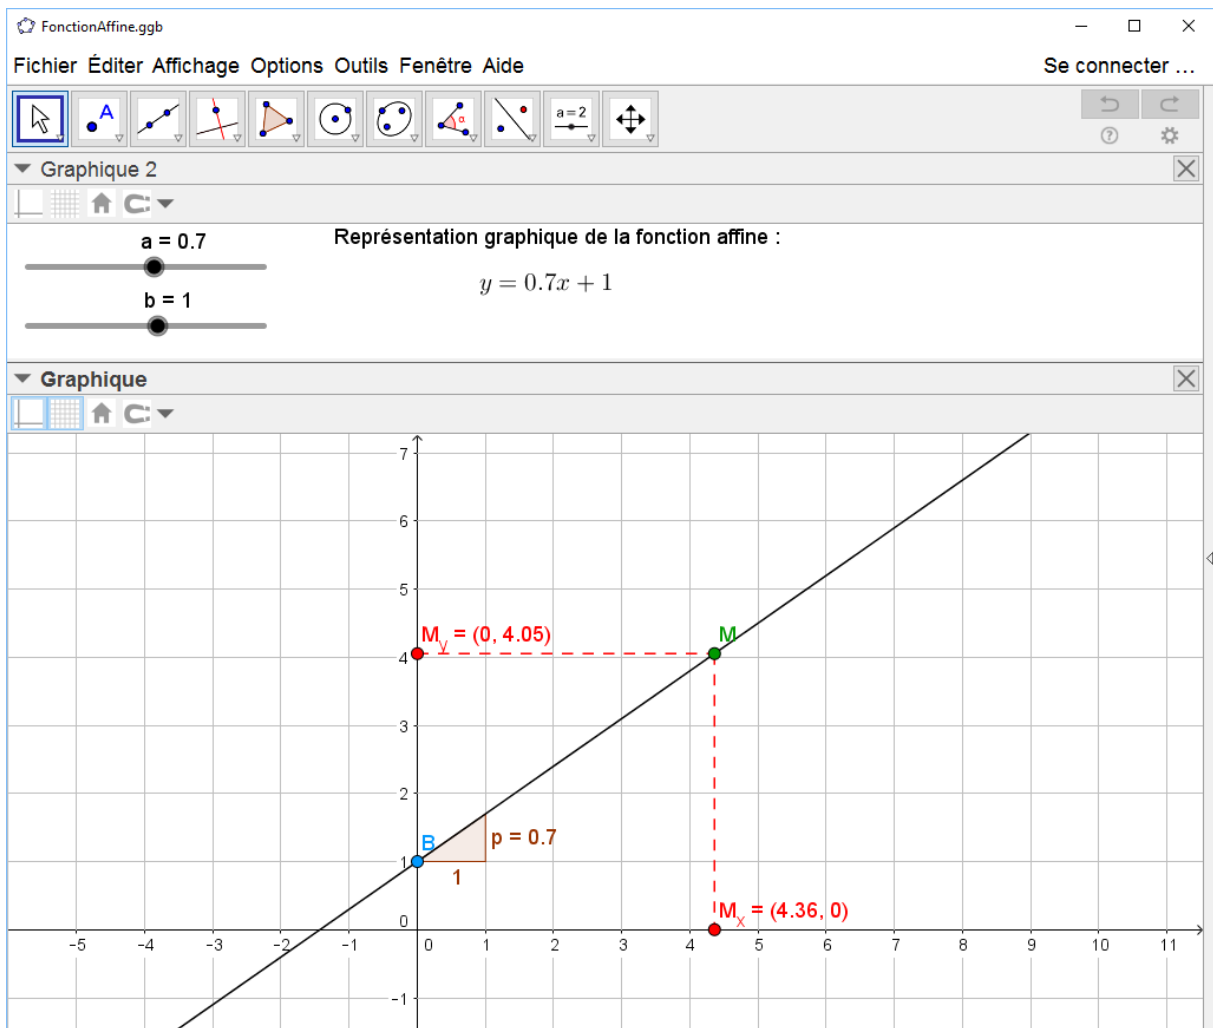 FonctionAffine.ggb
Fichier Éditer Affichage Options Outils Fenêtre Aide Se connecter ...
A α a=2
Graphique 2
a = 0.7 Représentation graphique de la fonction affine :
y = 0.7x + 1
b = 1
Graphique
7
6
5
M_y = (0, 4.05) M
4
3
2
B p = 0.7
1
1
M_x = (4.36, 0)
0
-5 -4 -3 -2 -1 0 1 2 3 4 5 6 7 8 9 10 11
-1